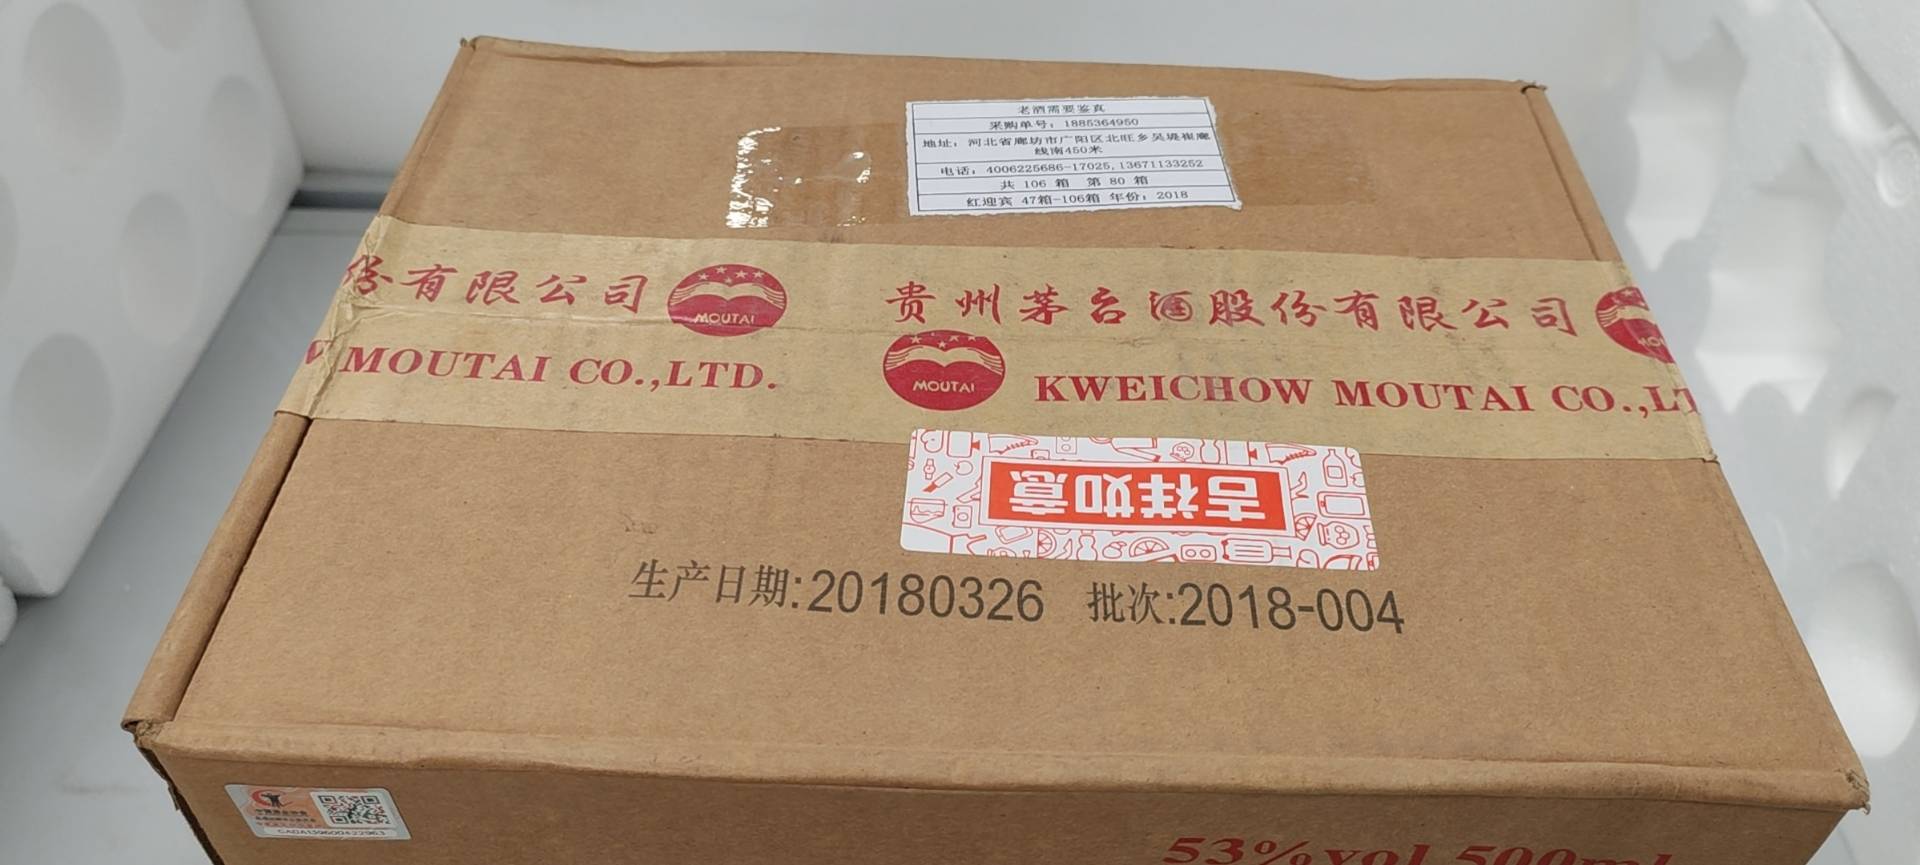 老酒需要鉴真
采购单号：1885364950
地址：河北省廊坊市广阳区北旺乡吴堤崔廊
线南450米
电话：4006225686-17025,13671133252
共 106 箱 第 80 箱
红迎宾 47箱-106箱 年份：2018
份有限公司 MOUTAI 贵州茅台酒股份有限公司
W MOUTAI CO.,LTD. MOUTAI KWEICHOW MOUTAI CO.,LT
吉祥如意
生产日期:20180326 批次:2018-004
53%vol 500ml